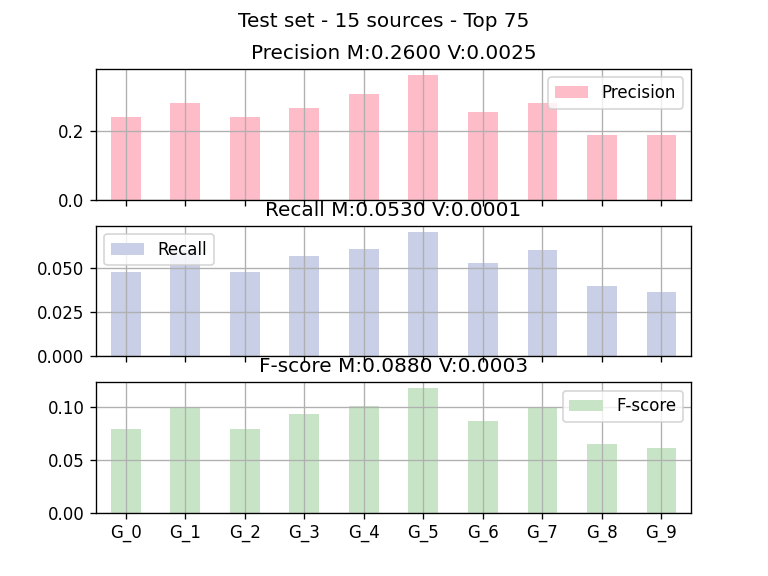 Test set - 15 sources - Top 75
Precision M:0.2600 V:0.0025
Precision
0.2
0.0
Recall M:0.0530 V:0.0001
Recall
0.050
0.025
0.000
F-score M:0.0880 V:0.0003
F-score
0.10
0.05
0.00
G_0 G_1 G_2 G_3 G_4 G_5 G_6 G_7 G_8 G_9